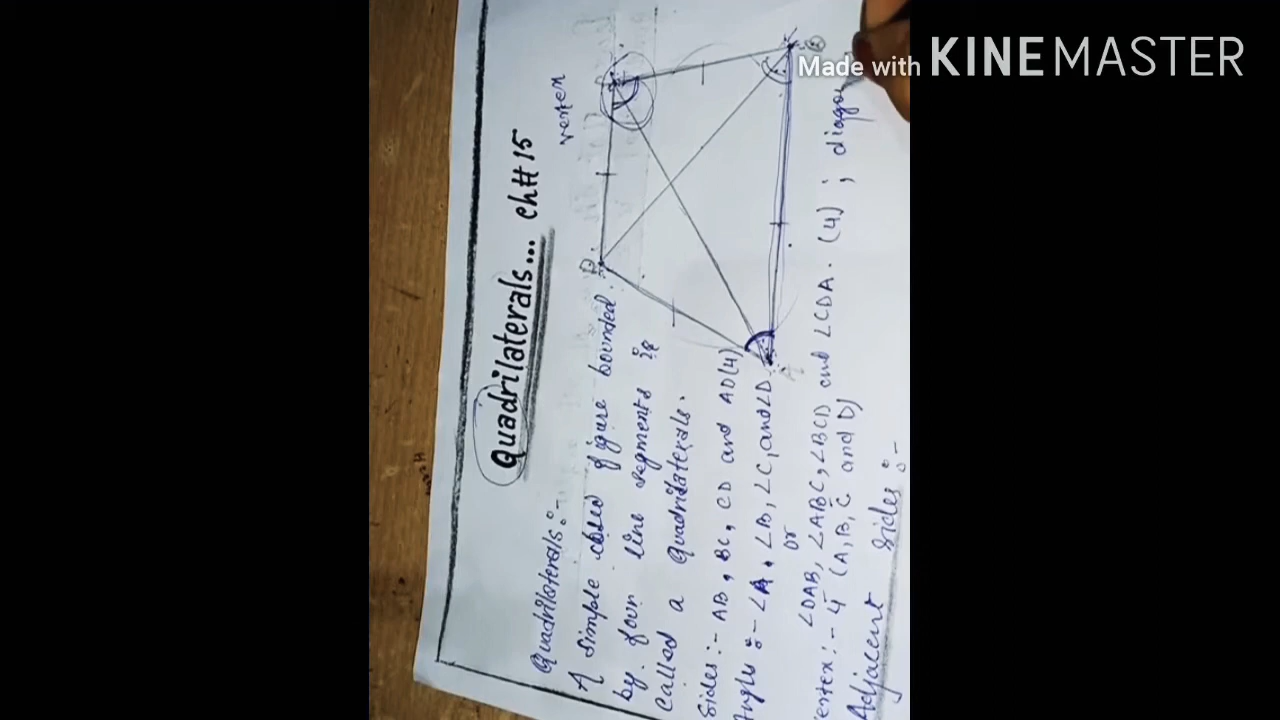 Made with KINEMASTER
Quadrilaterals... ch# 15
Quadrilaterals:-
A simple closed figure bounded
by four line segments is
called a Quadrilaterals.
Sides:- AB, BC, CD and AD(4)
Angles:- ∠A, ∠B, ∠C, and ∠D
or
∠DAB, ∠ABC, ∠BCD and ∠CDA. (4) ; diagon
ertex:- 4 (A, B, C and D)
Adjacent sides:-
vertex
D
B
A